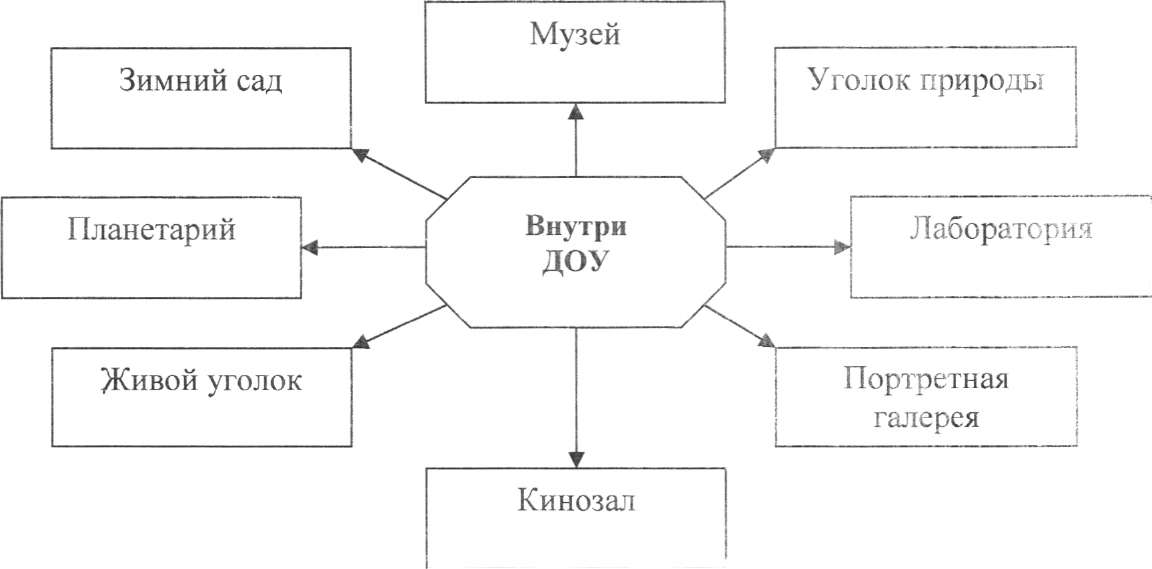 Музей
Зимний сад
Уголок природы
Планетарий
Внутри
ДОУ
Лаборатория
Живой уголок
Портретная
галерея
Кинозал